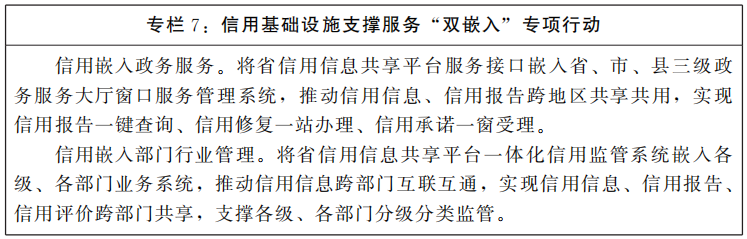 专栏 7：信用基础设施支撑服务“双嵌入”专项行动
信用嵌入政务服务。将省信用信息共享平台服务接口嵌入省、市、县三级政
务服务大厅窗口服务管理系统，推动信用信息、信用报告跨地区共享共用，实现
信用报告一键查询、信用修复一站办理、信用承诺一窗受理。
信用嵌入部门行业管理。将省信用信息共享平台一体化信用监管系统嵌入各
级、各部门业务系统，推动信用信息跨部门互联互通，实现信用信息、信用报告、
信用评价跨部门共享，支撑各级、各部门分级分类监管。